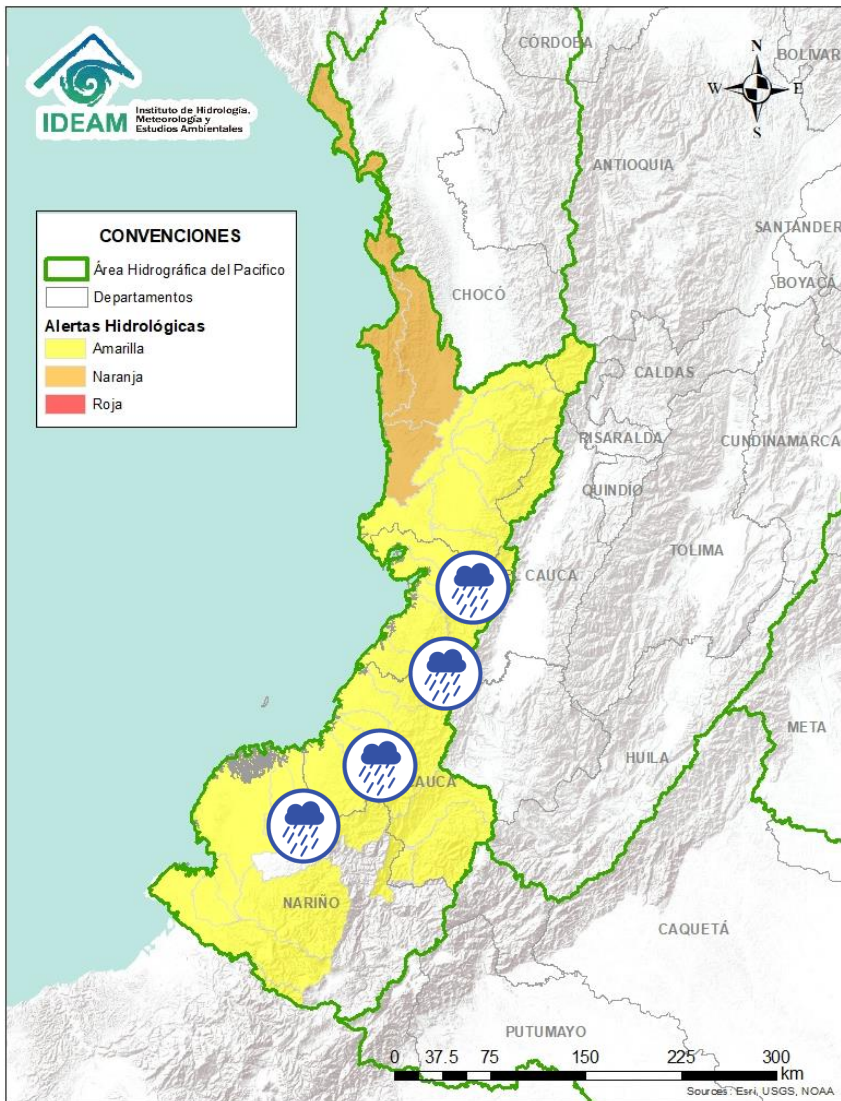 IDEAM
Instituto de Hidrología,
Meteorología y
Estudios Ambientales
CONVENCIONES
Área Hidrográfica del Pacifico
Departamentos
Alertas Hidrológicas
Amarilla
Naranja
Roja
N
W
E
S
CÓRDOBA
BOLIVAR
ANTIOQUIA
SANTANDER
BOYACÁ
CHOCÓ
CALDAS
RISARALDA
CUNDINAMARCA
QUINDÍO
TOLIMA
EL CAUCA
META
HUILA
CAUCA
NARIÑO
CAQUETÁ
PUTUMAYO
0 37.5 75 150 225 300
km
Sources: Esri, USGS, NOAA